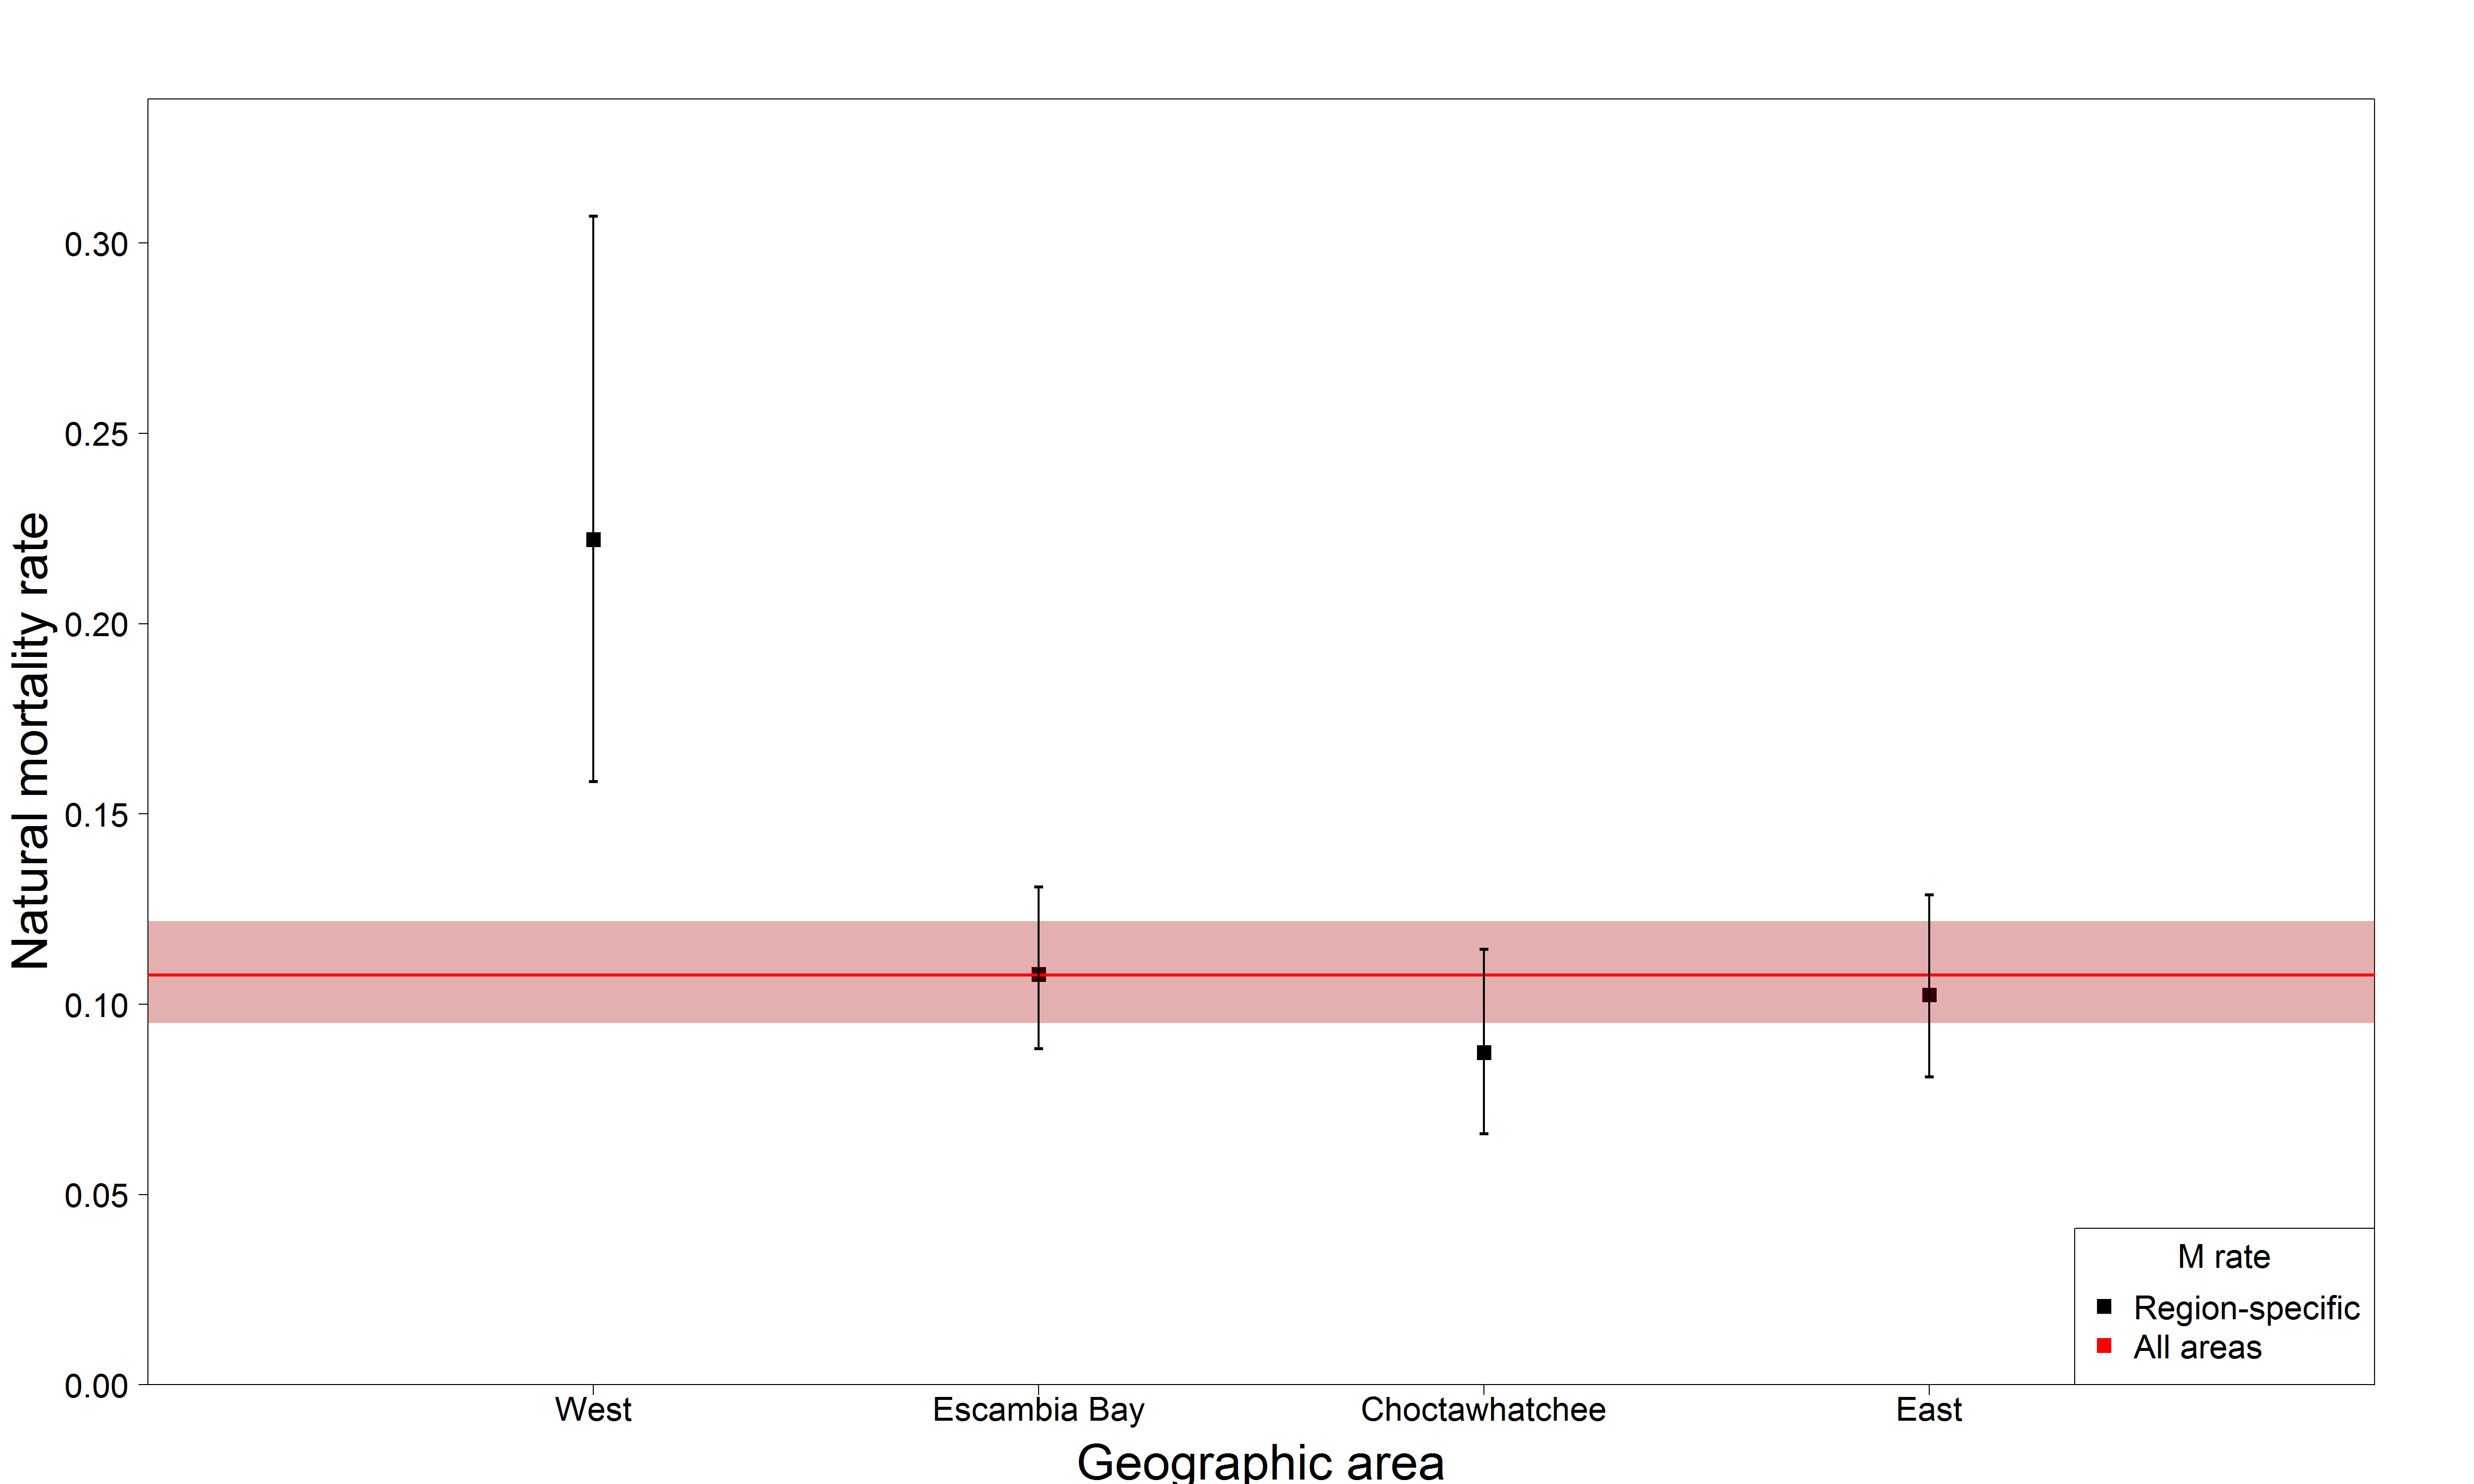 Natural mortality rate
0.30
0.25
0.20
0.15
0.10
0.05
0.00
West
Escambia Bay
Choctawhatchee
East
Geographic area
M rate
Region-specific
All areas